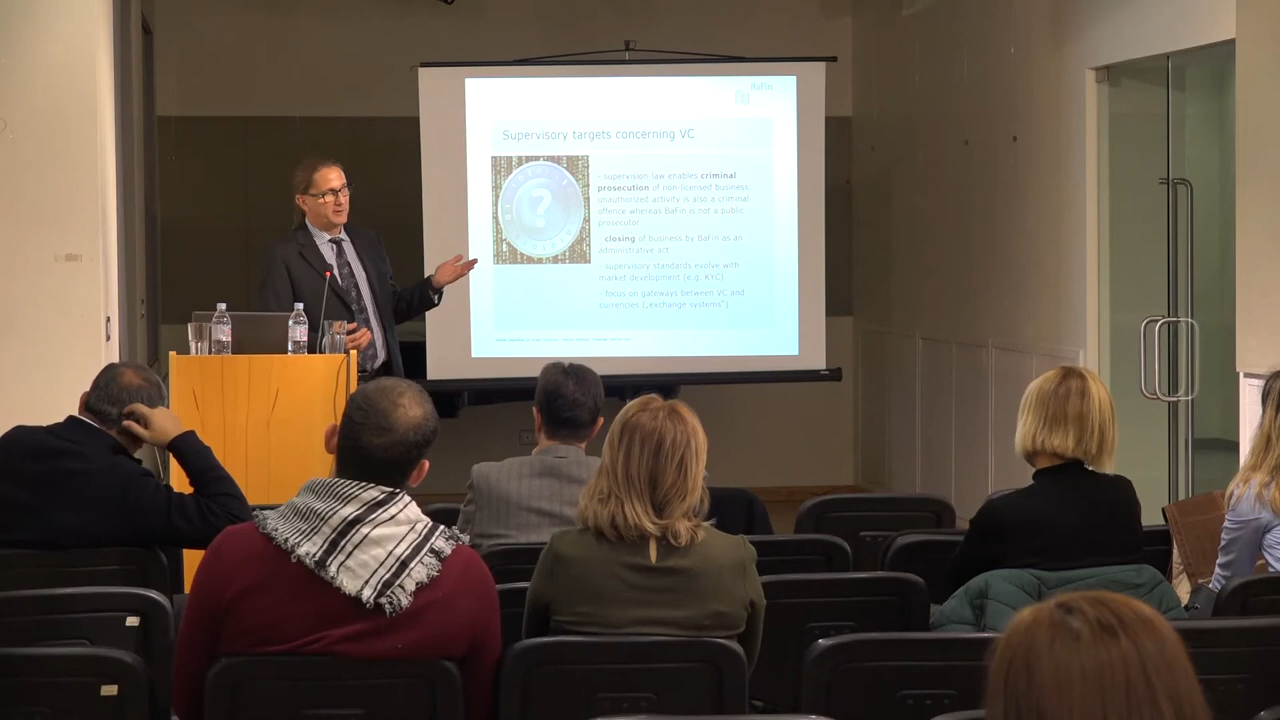 BaFin
Supervisory targets concerning VC
- supervision-law enables criminal
prosecution of non-licensed business:
unauthorized activity is also a criminal
offence whereas BaFin is not a public
prosecutor
- closing of business by BaFin as an
administrative act
- supervisory standards evolve with
market development (e.g. KYC)
- focus on gateways between VC and
currencies („exchange systems")
?